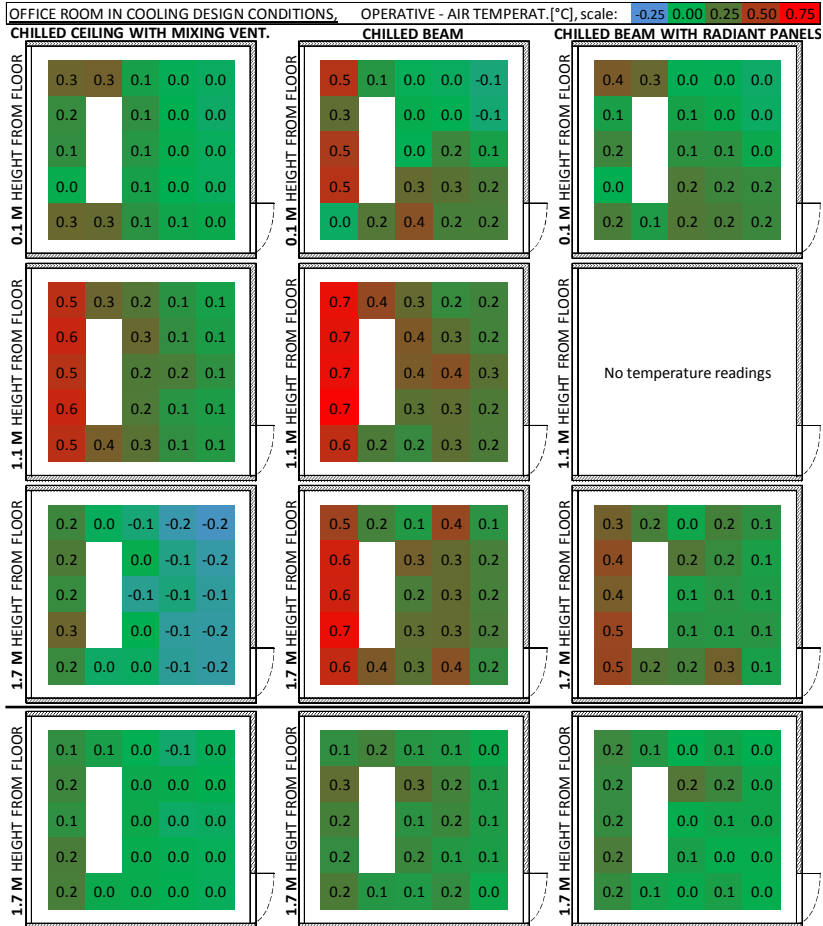 OFFICE ROOM IN COOLING DESIGN CONDITIONS, OPERATIVE - AIR TEMPERAT.[°C], scale: -0.25 0.00 0.25 0.50 0.75
CHILLED CEILING WITH MIXING VENT. CHILLED BEAM CHILLED BEAM WITH RADIANT PANELS
0.1 M HEIGHT FROM FLOOR
0.3 0.3 0.1 0.0 0.0
0.2 0.1 0.0 0.0
0.1 0.1 0.0 0.0
0.0 0.1 0.0 0.0
0.3 0.3 0.1 0.1 0.0
0.1 M HEIGHT FROM FLOOR
0.5 0.1 0.0 0.0 -0.1
0.3 0.0 0.0 -0.1
0.5 0.0 0.2 0.1
0.5 0.3 0.3 0.2
0.0 0.2 0.4 0.2 0.2
0.1 M HEIGHT FROM FLOOR
0.4 0.3 0.0 0.0 0.0
0.1 0.1 0.0 0.0
0.2 0.1 0.1 0.0
0.0 0.2 0.2 0.2
0.2 0.1 0.2 0.2 0.2
1.1 M HEIGHT FROM FLOOR
0.5 0.3 0.2 0.1 0.1
0.6 0.3 0.1 0.1
0.5 0.2 0.2 0.1
0.6 0.2 0.1 0.1
0.5 0.4 0.3 0.1 0.1
1.1 M HEIGHT FROM FLOOR
0.7 0.4 0.3 0.2 0.2
0.7 0.4 0.3 0.2
0.7 0.4 0.4 0.3
0.7 0.3 0.3 0.2
0.6 0.2 0.2 0.3 0.2
1.1 M HEIGHT FROM FLOOR
No temperature readings
1.7 M HEIGHT FROM FLOOR
0.2 0.0 -0.1 -0.2 -0.2
0.2 0.0 -0.1 -0.2
0.2 -0.1 -0.1 -0.1
0.3 0.0 -0.1 -0.2
0.2 0.0 0.0 -0.1 -0.2
1.7 M HEIGHT FROM FLOOR
0.5 0.2 0.1 0.4 0.1
0.6 0.3 0.3 0.2
0.6 0.2 0.3 0.2
0.7 0.3 0.3 0.2
0.6 0.4 0.3 0.4 0.2
1.7 M HEIGHT FROM FLOOR
0.3 0.2 0.0 0.2 0.1
0.4 0.2 0.2 0.1
0.4 0.1 0.1 0.1
0.5 0.1 0.1 0.1
0.5 0.2 0.2 0.3 0.1
1.7 M HEIGHT FROM FLOOR
0.1 0.1 0.0 -0.1 0.0
0.2 0.0 0.0 0.0
0.1 0.0 0.0 0.0
0.2 0.0 0.0 0.0
0.2 0.0 0.0 0.0 0.0
1.7 M HEIGHT FROM FLOOR
0.1 0.2 0.1 0.1 0.0
0.3 0.3 0.2 0.1
0.2 0.1 0.2 0.1
0.2 0.2 0.1 0.1
0.2 0.1 0.1 0.2 0.0
1.7 M HEIGHT FROM FLOOR
0.2 0.1 0.0 0.1 0.0
0.2 0.2 0.2 0.0
0.2 0.0 0.1 0.0
0.2 0.1 0.0 0.0
0.2 0.1 0.0 0.1 0.0